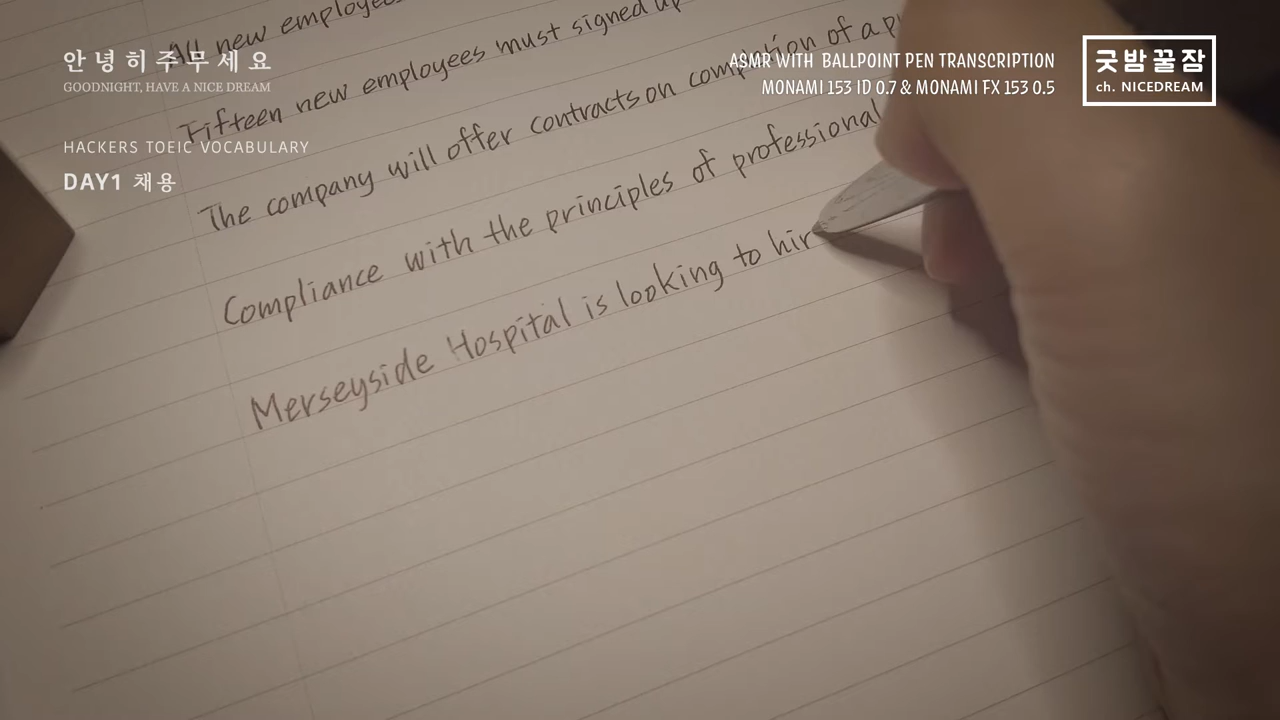 안녕히주무세요
GOODNIGHT, HAVE A NICE DREAM
HACKERS TOEIC VOCABULARY
DAY1 채용
ASMR WITH BALLPOINT PEN TRANSCRIPTION
MONAMI 153 ID 0.7 & MONAMI FX 153 0.5
굿밤꿀잠
ch. NICEDREAM
All new employe
Fifteen new employees must signed up
The company will offer contracts on completion of a p
Compliance with the principles of professional
Merseyside Hospital is looking to hir